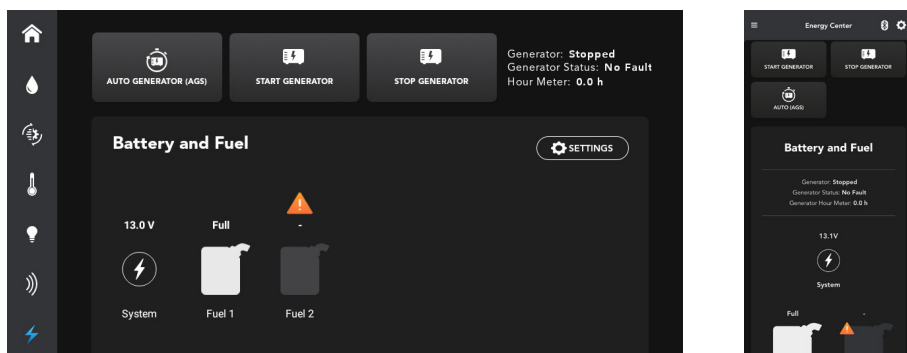 AUTO GENERATOR (AGS)
START GENERATOR
STOP GENERATOR
Generator: Stopped
Generator Status: No Fault
Hour Meter: 0.0 h
Battery and Fuel
SETTINGS
13.0 V
Full
-
System
Fuel 1
Fuel 2
Energy Center
START GENERATOR
STOP GENERATOR
AUTO (AGS)
Battery and Fuel
Generator: Stopped
Generator Status: No Fault
Generator Hour Meter: 0.0 h
13.1V
System
Full
-